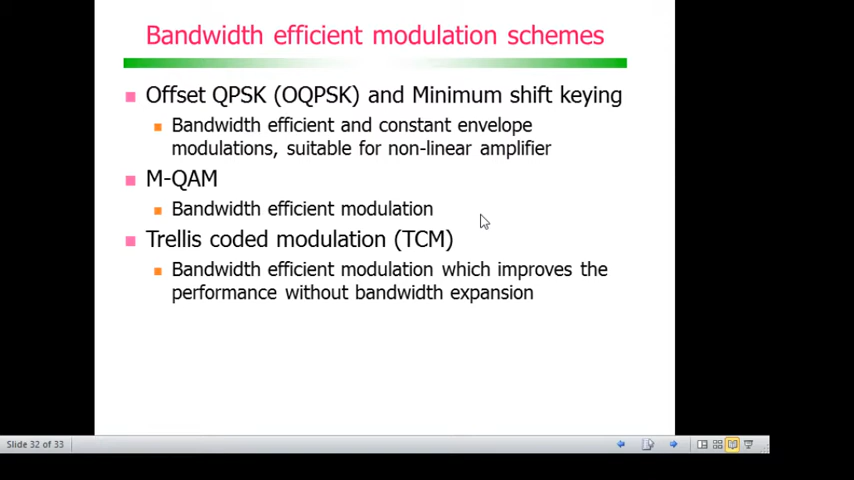 Bandwidth efficient modulation schemes
Offset QPSK (OQPSK) and Minimum shift keying
Bandwidth efficient and constant envelope
modulations, suitable for non-linear amplifier
M-QAM
Bandwidth efficient modulation
Trellis coded modulation (TCM)
Bandwidth efficient modulation which improves the
performance without bandwidth expansion
Slide 32 of 33